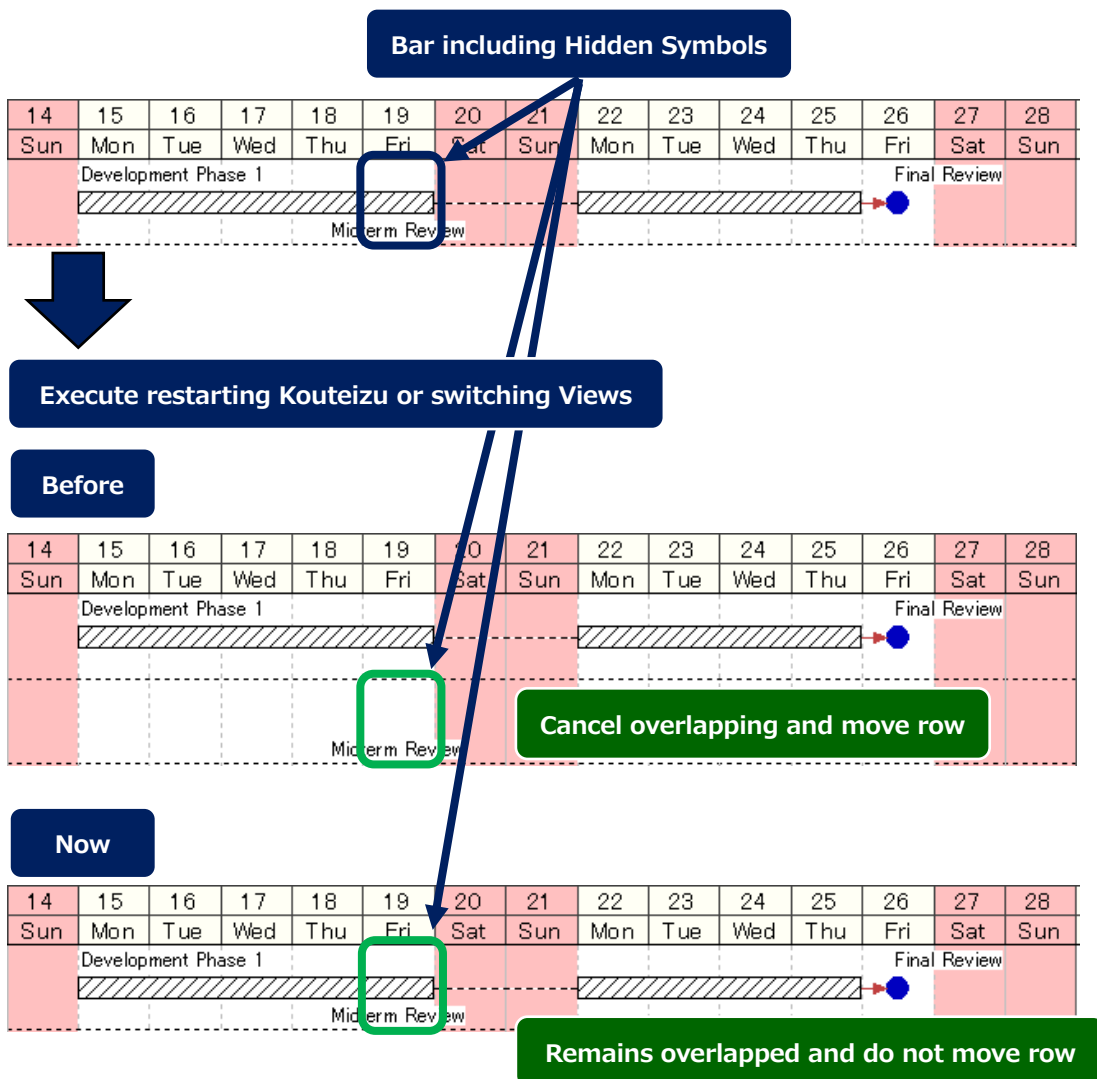 Bar including Hidden Symbols
14 15 16 17 18 19 20 21 22 23 24 25 26 27 28
Sun Mon Tue Wed Thu Fri Sat Sun Mon Tue Wed Thu Fri Sat Sun
Development Phase 1 Final Review
Midterm Review
Execute restarting Kouteizu or switching Views
Before
14 15 16 17 18 19 20 21 22 23 24 25 26 27 28
Sun Mon Tue Wed Thu Fri Sat Sun Mon Tue Wed Thu Fri Sat Sun
Development Phase 1 Final Review
Cancel overlapping and move row
Midterm Review
Now
14 15 16 17 18 19 20 21 22 23 24 25 26 27 28
Sun Mon Tue Wed Thu Fri Sat Sun Mon Tue Wed Thu Fri Sat Sun
Development Phase 1 Final Review
Midterm Review
Remains overlapped and do not move row